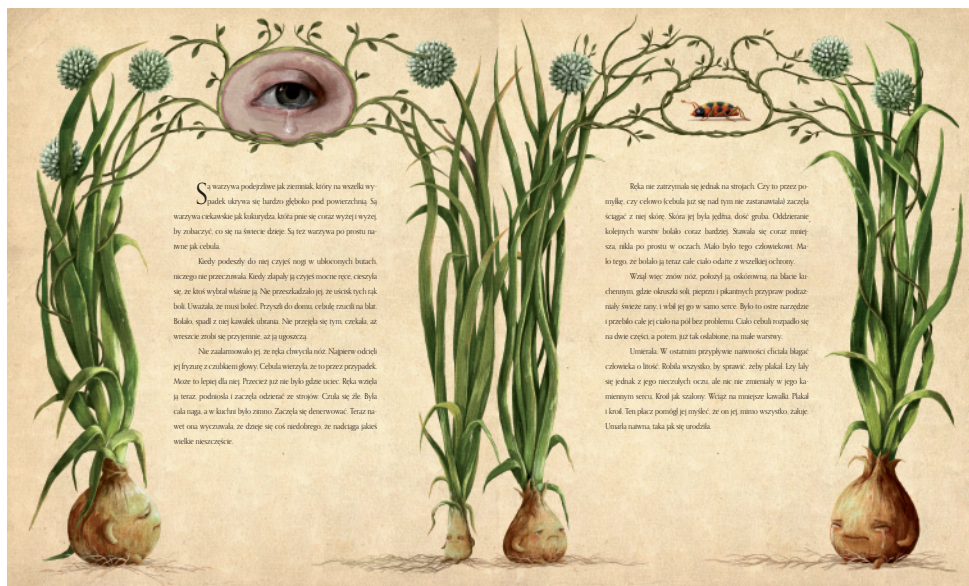 Są warzywa podejrzliwe jak ziemniak, który na wszelki wy-
padek ukrywa się bardzo głęboko pod powierzchnią. Są
warzywa ciekawskie jak kukurydza, która pnie się coraz wyżej i wyżej,
by zobaczyć, co się na świecie dzieje. Są też warzywa po prostu na-
iwne jak cebula.
Kiedy podeszły do niej czyjeś nogi w ubłoconych butach,
niczego nie przeczuwała. Kiedy złapały ją czyjeś mocne ręce, cieszyła
się, że ktoś wybrał właśnie ją. Nie przeszkadzało jej, że uścisk tych rąk
boli. Uważała, że musi boleć. Przyszli do domu, cebulę rzucili na blat.
Bolało, spadł z niej kawałek ubrania. Nie przejęła się tym, czekała, aż
wreszcie zrobi się przyjemnie, aż ją ugoszczą.
Nie zaalarmowało jej, że ręka chwyciła nóż. Najpierw odcięli
jej fryzurę z czubkiem głowy. Cebula wierzyła, że to przez przypadek.
Może to lepiej dla niej. Przecież już nie było gdzie uciec. Ręka wzięła
ją teraz, podniosła i zaczęła odzierać ze strojów. Czuła się źle. Była
cała naga, a w kuchni było zimno. Zaczęła się denerwować. Teraz na-
wet ona wyczuwała, że dzieje się coś niedobrego, że nadciąga jakieś
wielkie nieszczęście.
Ręka nie zatrzymała się jednak na strojach. Czy to przez po-
myłkę, czy celowo (cebula już się nad tym nie zastanawiała) zaczęła
ściągać z niej skórę. Skóra jej była jędrna, dość gruba. Oddzieranie
kolejnych warstw bolało coraz bardziej. Stawała się coraz mniej-
sza, nikła po prostu w oczach. Mało było tego człowiekowi. Ma-
ło tego, że bolało ją teraz całe ciało odarte z wszelkiej ochrony.
Wziął więc znów nóż, położył ją, oskórowną, na blacie ku-
chennym, gdzie okruszki soli, pieprzu i pikantnych przypraw podraż-
niały świeże rany, i wbił jej go w samo serce. Było to ostre narzędzie
i przebiło całe jej ciało na pół bez problemu. Ciało cebuli rozpadło się
na dwie części, a potem, już tak osłabione, na małe warstwy.
Umierała. W ostatnim przypływie naiwności chciała błagać
człowieka o litość. Robiła wszystko, by sprawić, żeby płakał. Łzy lały
się jednak z jego nieczułych oczu, ale nic nie zmieniały w jego ka-
miennym sercu. Kroił jak szalony. Wciąż na mniejsze kawałki. Płakał
i kroił. Ten płacz pomógł jej myśleć, że on jej, mimo wszystko, żałuje.
Umarła naiwna, taka jak się urodziła.